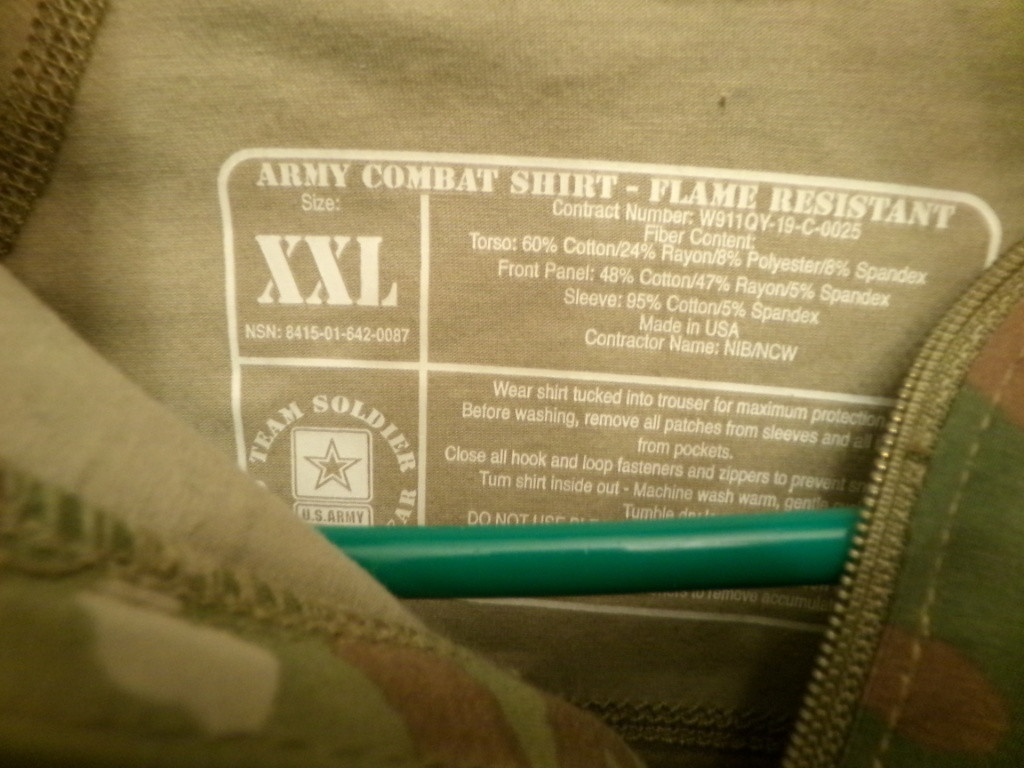 ARMY COMBAT SHIRT - FLAME RESISTANT
Size:
XXL
NSN: 8415-01-642-0087
Contract Number: W911QY-19-C-0025
Fiber Content:
Torso: 60% Cotton/24% Rayon/8% Polyester/8% Spandex
Front Panel: 48% Cotton/47% Rayon/5% Spandex
Sleeve: 95% Cotton/5% Spandex
Made in USA
Contractor Name: NIB/NCW
TEAM SOLDIER
U.S.ARMY
Wear shirt tucked into trouser for maximum protection
Before washing, remove all patches from sleeves and all
from pockets.
Close all hook and loop fasteners and zippers to prevent
Turn shirt inside out - Machine wash warm,
Tumble
DO NOT USE
to remove